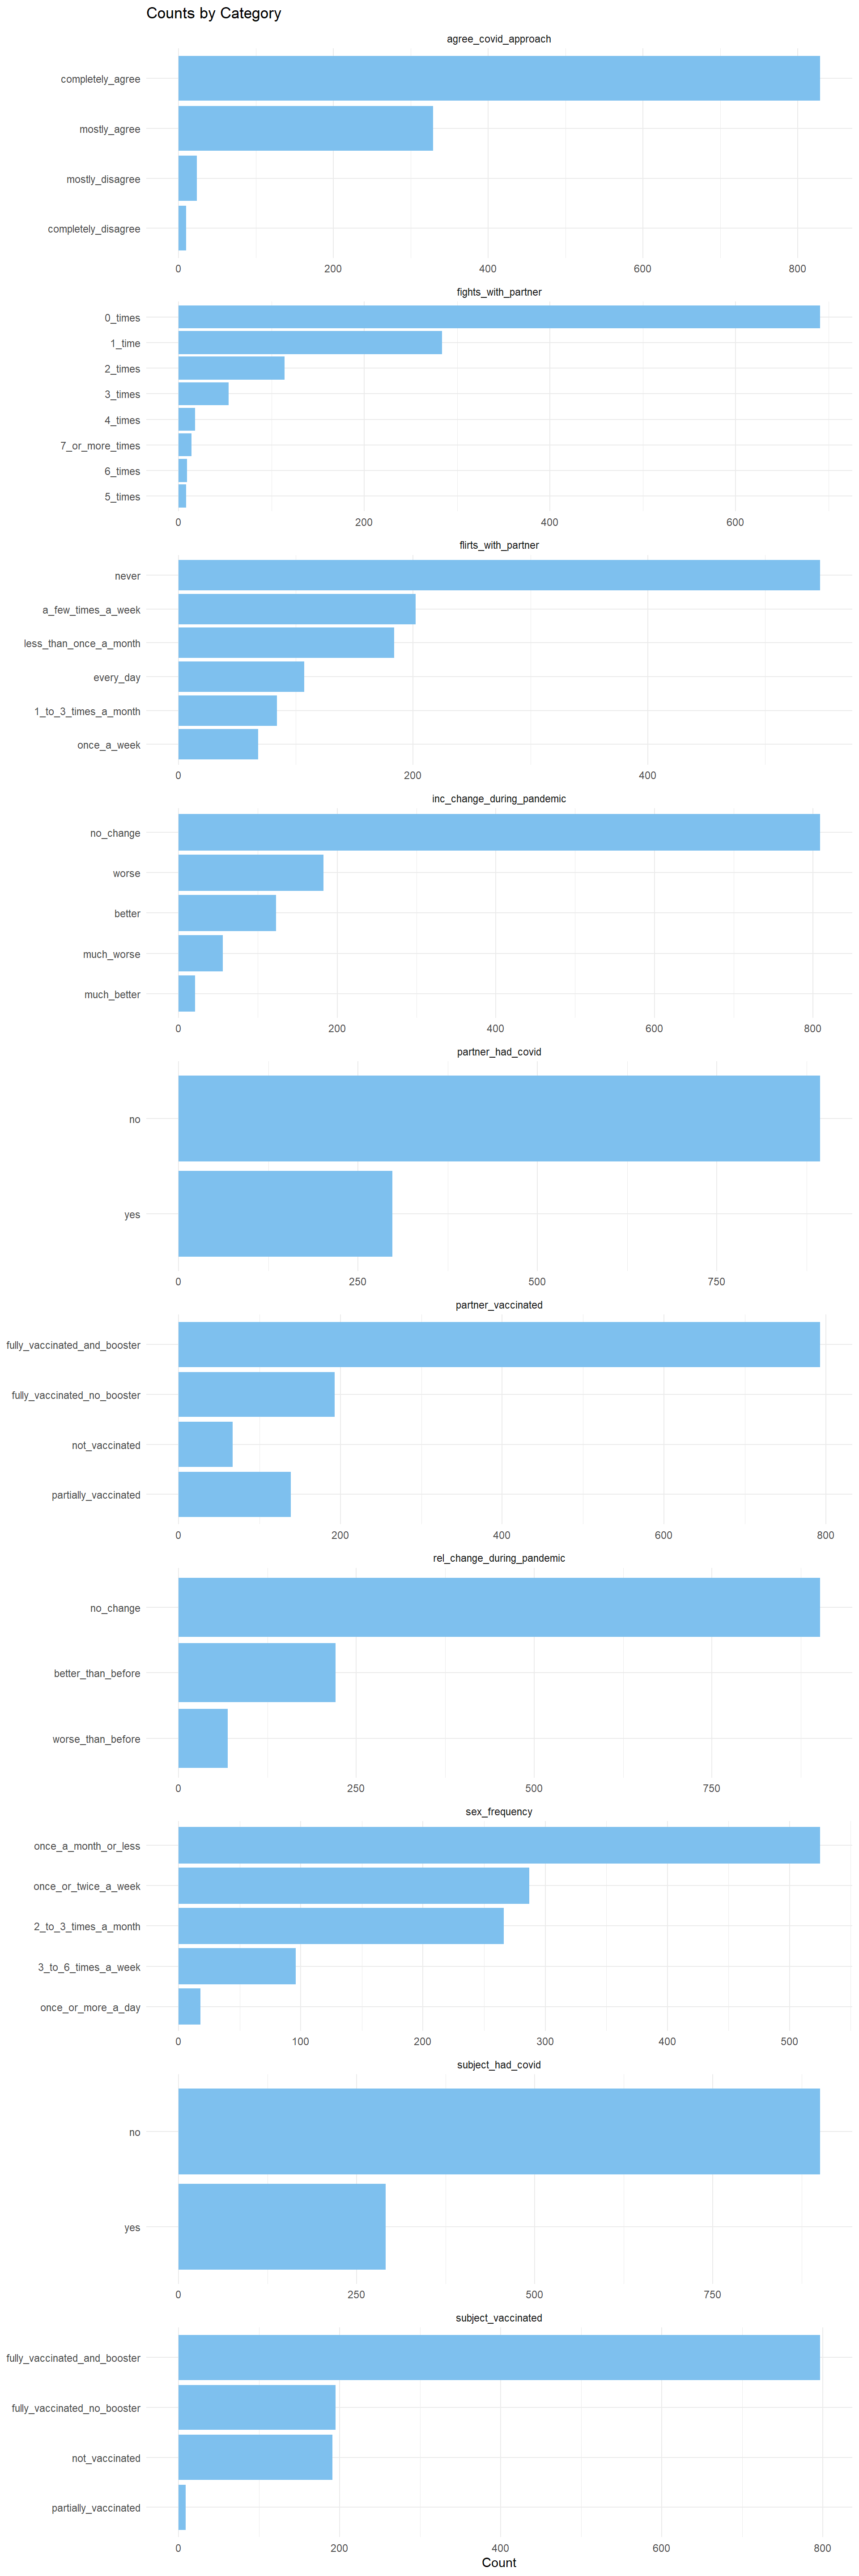 Counts by Category
agree_covid_approach
completely_agree
mostly_agree
mostly_disagree
completely_disagree
0 200 400 600 800
fights_with_partner
0_times
1_time
2_times
3_times
4_times
7_or_more_times
6_times
5_times
0 200 400 600
flirts_with_partner
never
a_few_times_a_week
less_than_once_a_month
every_day
1_to_3_times_a_month
once_a_week
0 200 400
inc_change_during_pandemic
no_change
worse
better
much_worse
much_better
0 200 400 600 800
partner_had_covid
no
yes
0 250 500 750
partner_vaccinated
fully_vaccinated_and_booster
fully_vaccinated_no_booster
not_vaccinated
partially_vaccinated
0 200 400 600 800
rel_change_during_pandemic
no_change
better_than_before
worse_than_before
0 250 500 750
sex_frequency
once_a_month_or_less
once_or_twice_a_week
2_to_3_times_a_month
3_to_6_times_a_week
once_or_more_a_day
0 100 200 300 400 500
subject_had_covid
no
yes
0 250 500 750
subject_vaccinated
fully_vaccinated_and_booster
fully_vaccinated_no_booster
not_vaccinated
partially_vaccinated
0 200 400 600 800
Count